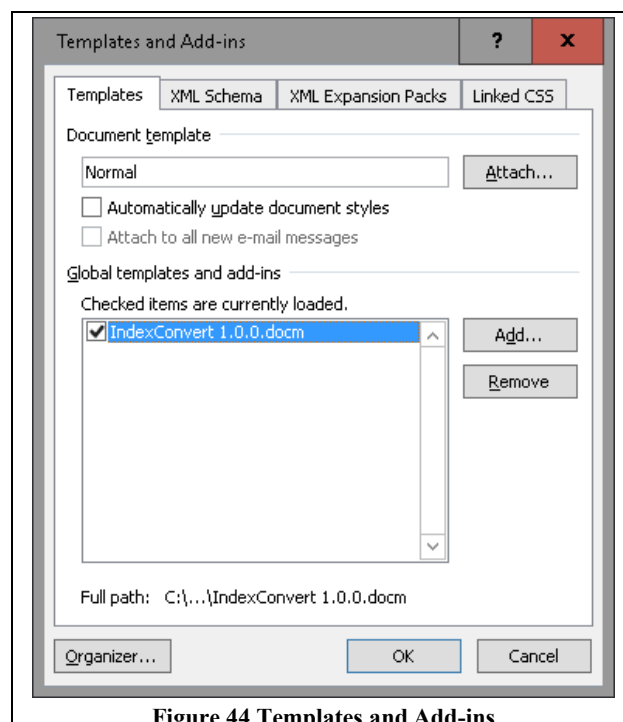 Templates and Add-ins ? x
Templates XML Schema XML Expansion Packs Linked CSS
Document template
Normal Attach...
Automatically update document styles
Attach to all new e-mail messages
Global templates and add-ins
Checked items are currently loaded.
IndexConvert 1.0.0.docm Add...
Remove
Full path: C:\...\IndexConvert 1.0.0.docm
Organizer... OK Cancel
Figure 44 Templates and Add-ins